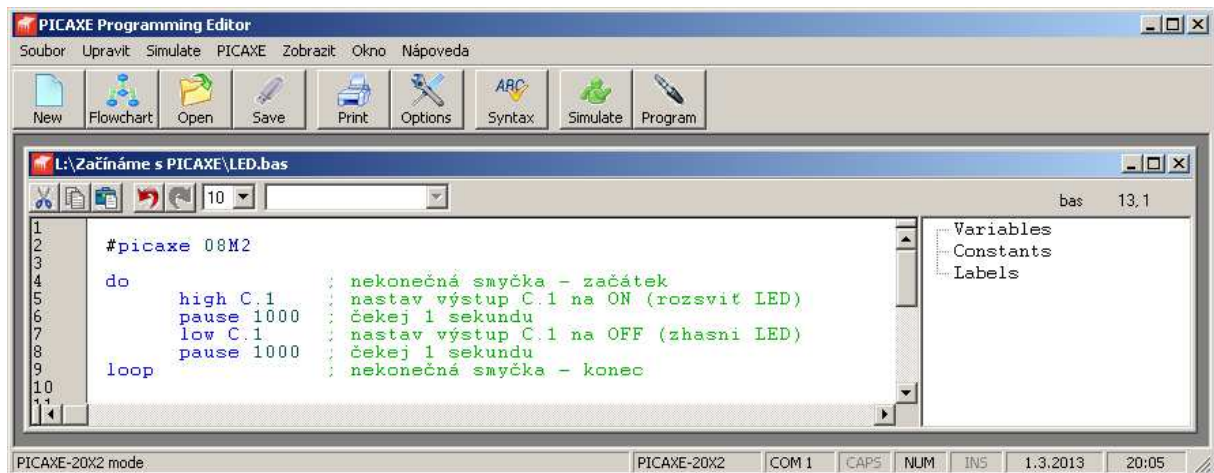 PICAXE Programming Editor
Soubor Upravit Simulate PICAXE Zobrazit Okno Nápoveda
New Flowchart Open Save Print Options Syntax Simulate Program
ABC
L:\Začínáme s PICAXE\LED.bas
10 bas 13, 1
1
2 #picaxe 08M2
3
4 do ; nekonečná smyčka - začátek
5 high C.1 ; nastav výstup C.1 na ON (rozsviť LED)
6 pause 1000 ; čekej 1 sekundu
7 low C.1 ; nastav výstup C.1 na OFF (zhasni LED)
8 pause 1000 ; čekej 1 sekundu
9 loop ; nekonečná smyčka - konec
10
11
Variables
Constants
Labels
PICAXE-20X2 mode PICAXE-20X2 COM 1 CAPS NUM INS 1.3.2013 20:05